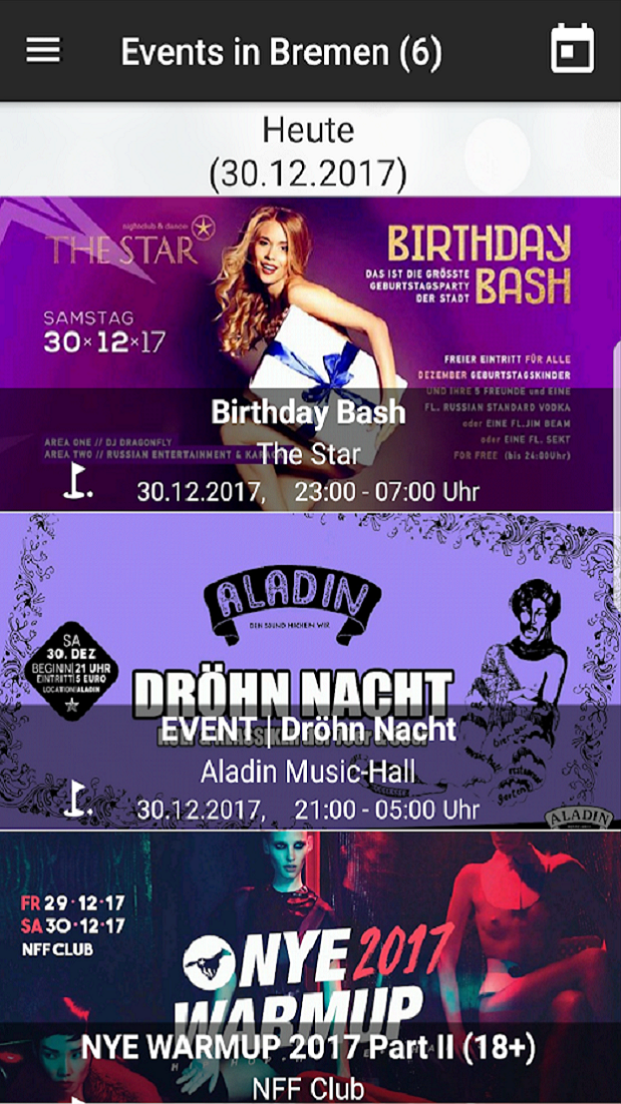 Events in Bremen (6)
Heute
(30.12.2017)
nightclub & dance
THE STAR
BIRTHDAY
BASH
DAS IST DIE GRÖSSTE
GEBURTSTAGSPARTY
DER STADT
SAMSTAG
30×12×17
FREIER EINTRITT FÜR ALLE
DEZEMBER GEBURTSTAGSKINDER
UND IHRE 5 FREUNDE und EINE
FL. RUSSIAN STANDARD VODKA
oder EINE FL.JIM BEAM
oder EINE FL. SEKT
FOR FREE (bis 24:00Uhr)
AREA ONE // DJ DRAGONFLY
AREA TWO // RUSSIAN ENTERTAINMENT &
Birthday Bash
The Star
30.12.2017, 23:00 - 07:00 Uhr
ALADIN
DEN SOUND MACHEN WIR
SA
30. DEZ
BEGINN 21 UHR
EINTRITT 5 EURO
LOCATION ALADIN
DRÖHN NACHT
EVENT | Dröhn Nacht
Aladin Music-Hall
30.12.2017, 21:00 - 05:00 Uhr
ALADIN
FR 29·12·17
SA 30·12·17
NFF CLUB
NYE 2017
WARMUP
NYE WARMUP 2017 Part II (18+)
NFF Club